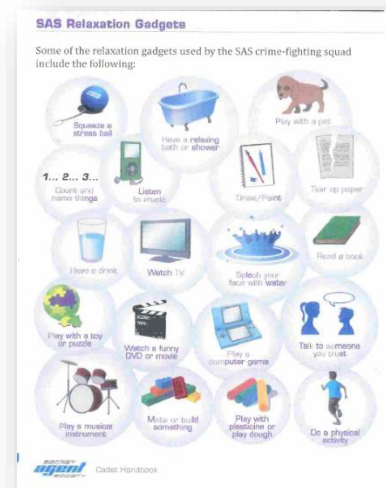 SAS Relaxation Gadgets
Some of the relaxation gadgets used by the SAS crime-fighting squad
include the following:
Squeeze a
stress ball
Have a relaxing
bath or shower
Play with a pet
1... 2... 3...
Count and
name things
Listen
to music
Draw/Paint
Tear up paper
Have a drink
Watch TV
Splash your
face with water
Read a book
Play with a toy
or puzzle
Watch a funny
DVD or movie
Play a
computer game
Talk to someone
you trust
Play a musical
instrument
Make or build
something
Play with
plasticine or
play dough
Do a physical
activity
SECRET
agent
SOCIETY
Cadet Handbook